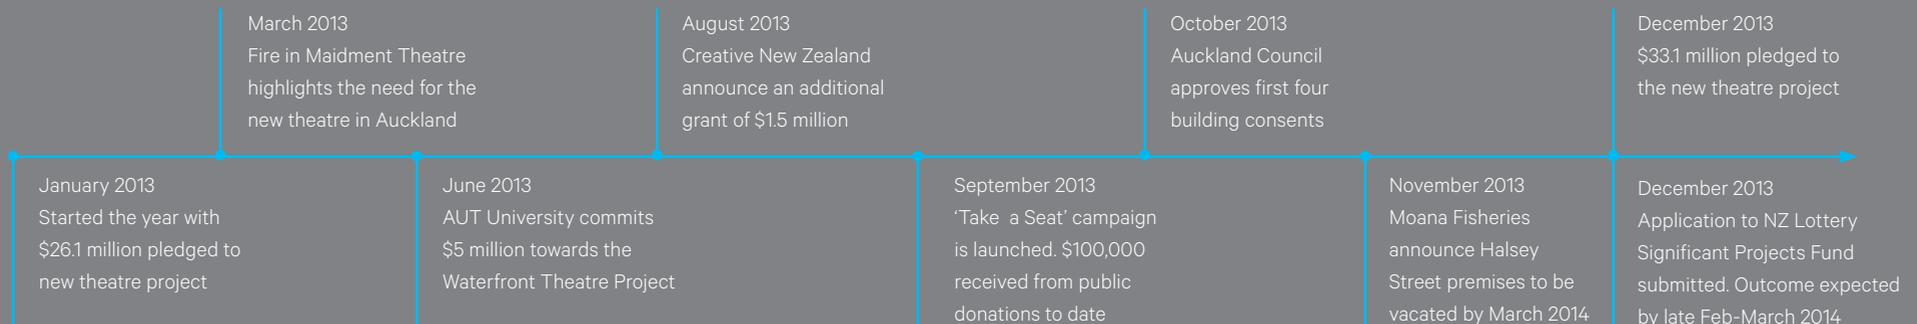 March 2013
Fire in Maidment Theatre
highlights the need for the
new theatre in Auckland
August 2013
Creative New Zealand
announce an additional
grant of $1.5 million
October 2013
Auckland Council
approves first four
building consents
December 2013
$33.1 million pledged to
the new theatre project
January 2013
Started the year with
$26.1 million pledged to
new theatre project
June 2013
AUT University commits
$5 million towards the
Waterfront Theatre Project
September 2013
‘Take  a Seat’ campaign
is launched. $100,000
received from public
donations to date
November 2013
Moana Fisheries
announce Halsey
Street premises to be
vacated by March 2014
December 2013
Application to NZ Lottery
Significant Projects Fund
submitted. Outcome expected
by late Feb-March 2014